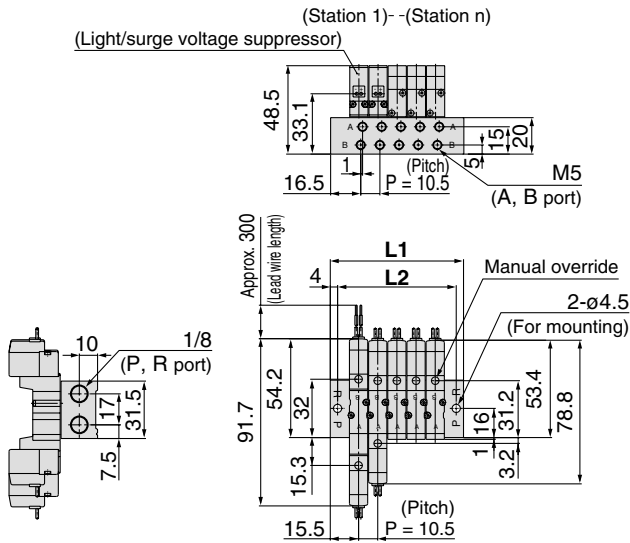 (Station 1)- -(Station n)
(Light/surge voltage suppressor)
48.5
33.1
A
A
B
B
5
15
20
1
(Pitch)
16.5
P = 10.5
M5
(A, B port)
Approx. 300
(Lead wire length)
L1
4
L2
Manual override
2-ø4.5
(For mounting)
10
1/8
(P, R port)
17
31.5
7.5
91.7
54.2
32
15.3
R
R
P
P
B
B
B
B
A
A
A
A
16
31.2
53.4
78.8
1
3.2
(Pitch)
15.5
P = 10.5